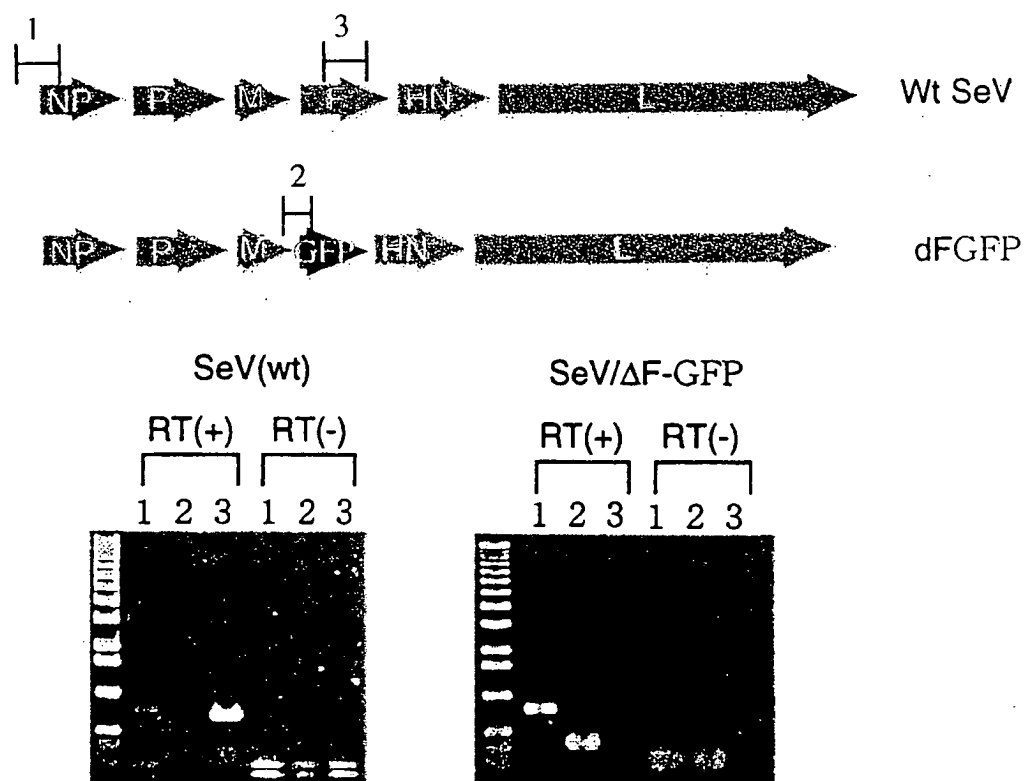 1 3
NP P M F HN L Wt SeV
2
NP P M GFP HN L dFGFP
SeV(wt) SeV/ΔF-GFP
RT(+) RT(-) RT(+) RT(-)
1 2 3 1 2 3 1 2 3 1 2 3